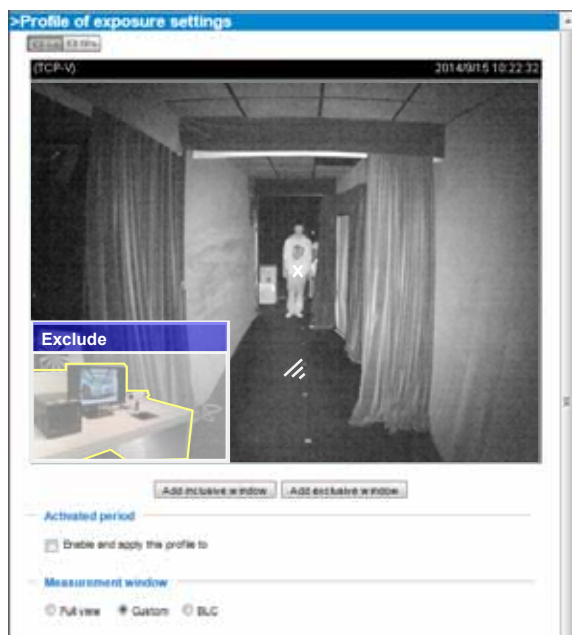 >Profile of exposure settings
(TCP-V) 2014/9/15 10:22:32
X
Exclude
Add inclusive window Add exclusive window
Activated period
Enable and apply this profile to
Measurement window
Full view Custom BLC